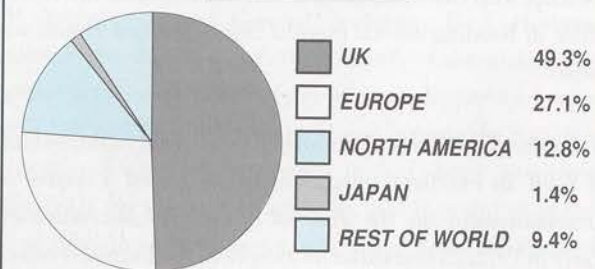 UK 49.3%
EUROPE 27.1%
NORTH AMERICA 12.8%
JAPAN 1.4%
REST OF WORLD 9.4%